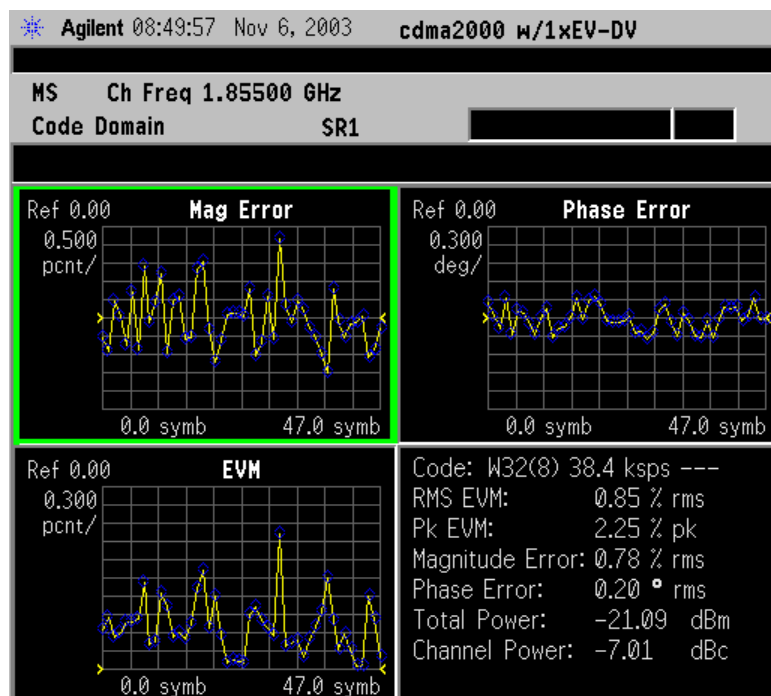 Agilent 08:49:57 Nov 6, 2003 cdma2000 w/1xEV-DV
MS Ch Freq 1.85500 GHz
Code Domain SR1
Ref 0.00 Mag Error
0.500
pcnt/
0.0 symb 47.0 symb
Ref 0.00 Phase Error
0.300
deg/
0.0 symb 47.0 symb
Ref 0.00 EVM
0.300
pcnt/
0.0 symb 47.0 symb
Code: W32(8) 38.4 ksps ---
RMS EVM: 0.85 % rms
Pk EVM: 2.25 % pk
Magnitude Error: 0.78 % rms
Phase Error: 0.20 ° rms
Total Power: -21.09 dBm
Channel Power: -7.01 dBc